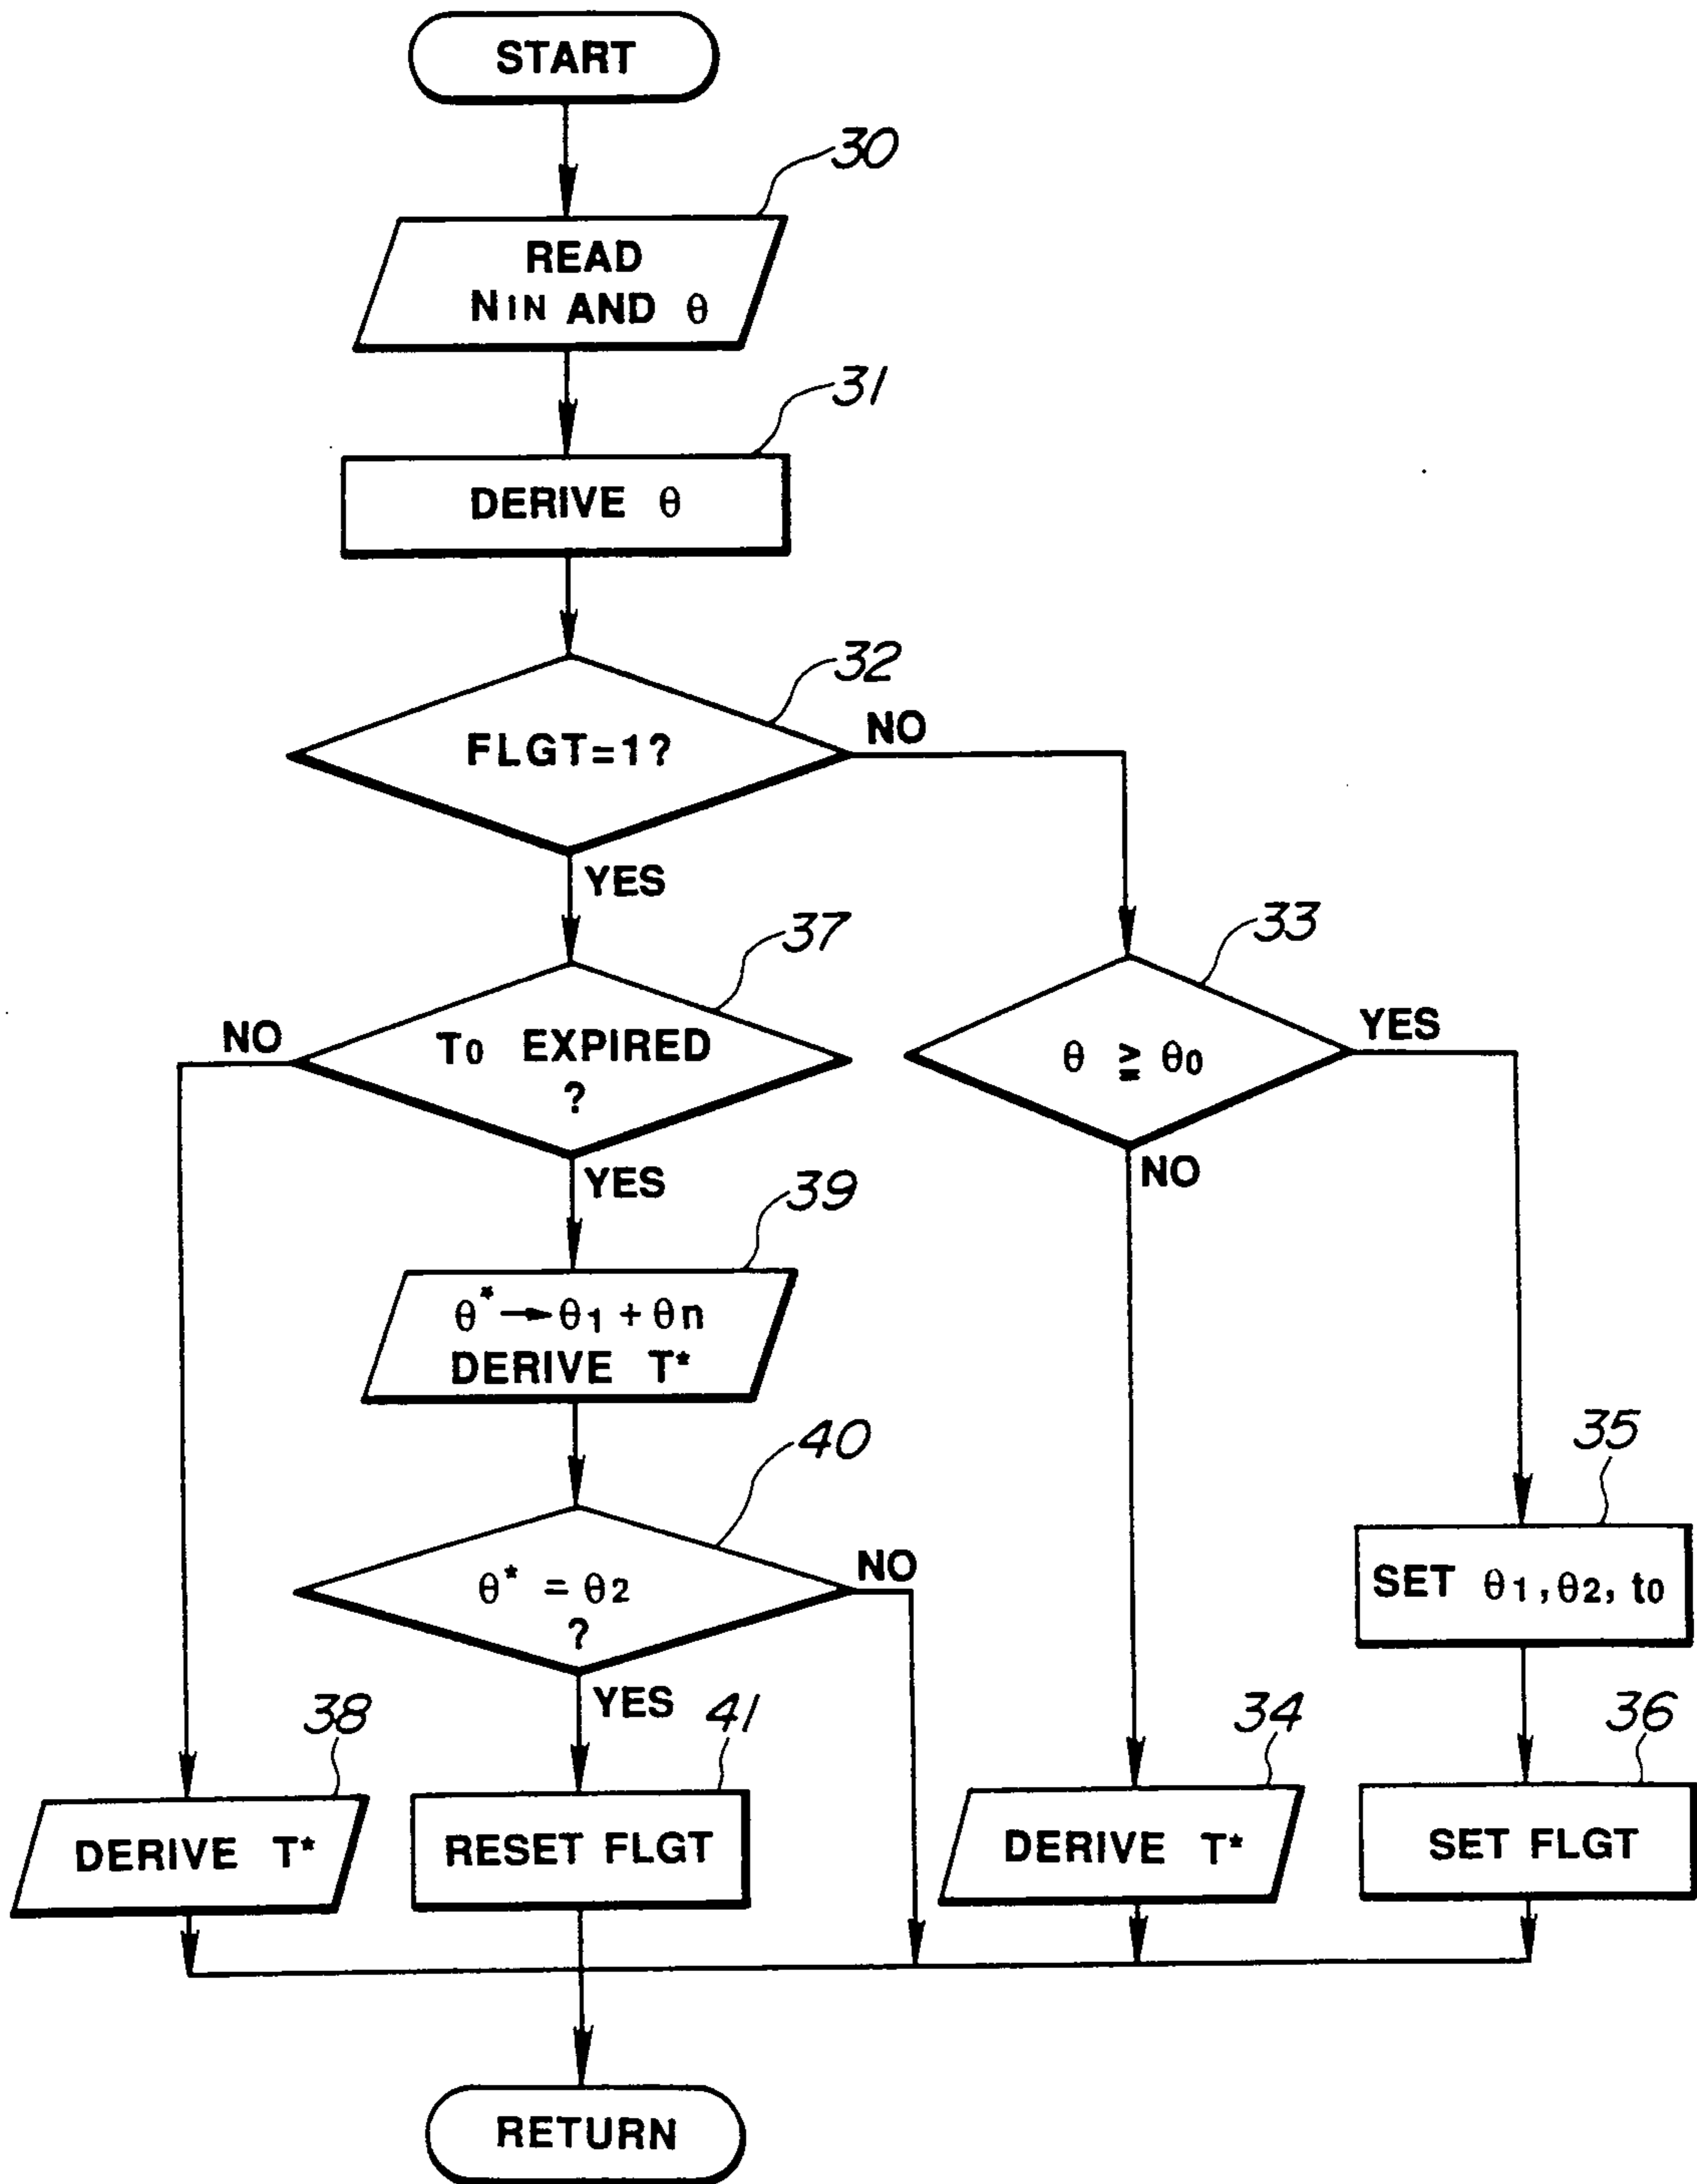 START
30
READ
NIN AND θ
31
DERIVE θ
32
FLGT=1?
NO
YES
37
33
NO
T0 EXPIRED
?
YES
θ ≧ θ0
YES
NO
39
θ* → θ1 + θn
DERIVE T*
40
35
θ* = θ2
?
NO
SET θ1, θ2, t0
YES
38
41
34
36
DERIVE T*
RESET FLGT
DERIVE T*
SET FLGT
RETURN